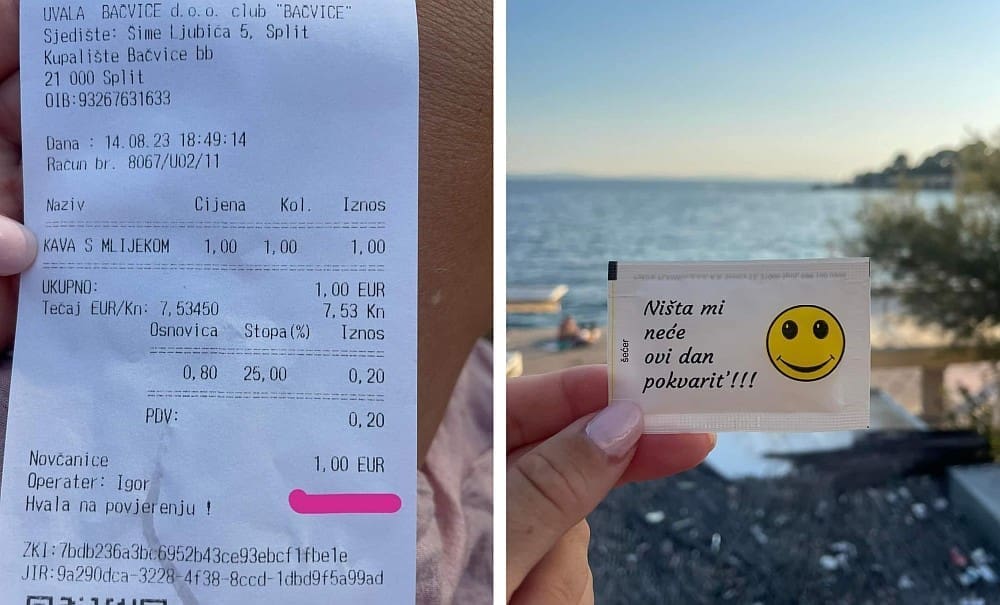 UVALA BAČVICE d.o.o. club "BAČVICE"
Sjedište: Šime Ljubića 5, Split
Kupalište Bačvice bb
21 000 Split
OIB:93267631633
Dana : 14.08.23 18:49:14
Račun br. 8067/U02/11
Naziv Cijena Kol. Iznos
KAVA S MLIJEKOM 1,00 1,00 1,00
UKUPNO: 1,00 EUR
Tečaj EUR/Kn: 7,53450 7,53 Kn
Osnovica Stopa(%) Iznos
0,80 25,00 0,20
PDV: 0,20
Novčanice 1,00 EUR
Operater: Igor
Hvala na povjerenju !
ZKI:7bdb236a3bc6952b43ce93ebcf1fbe1e
JIR:9a290dca-3228-4f38-8ccd-1dbd9f5a99ad
šećer
Ništa mi
neće
ovi dan
pokvarit'!!!